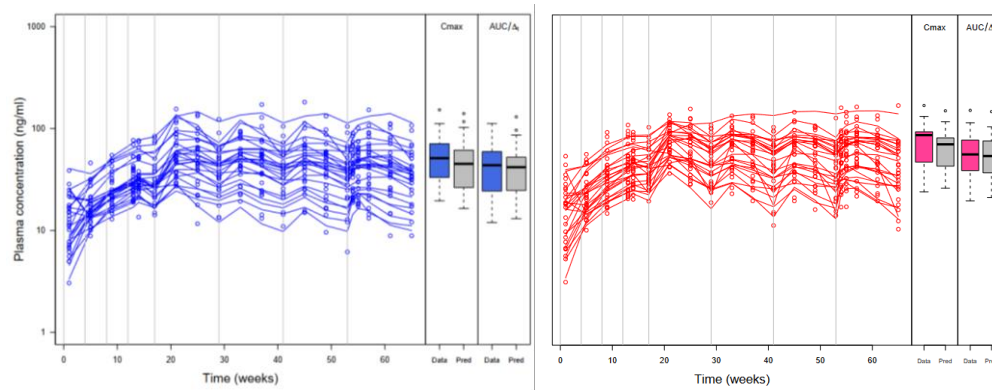 Plasma concentration (ng/ml)
1000
100
10
1
0 10 20 30 40 50 60
Time (weeks)
Cmax
AUC/Δt
Data Pred Data Pred
0 10 20 30 40 50 60
Time (weeks)
Cmax
AUC/Δ
Data Pred Data Pred